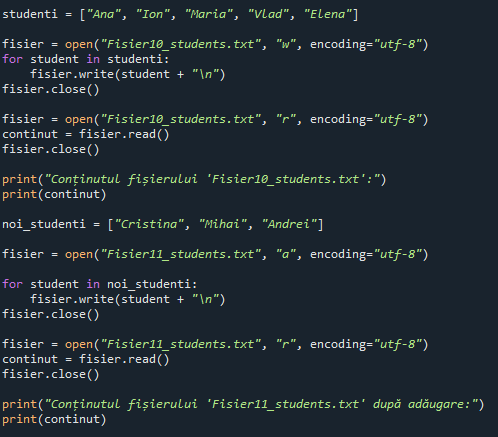 studenti = ["Ana", "Ion", "Maria", "Vlad", "Elena"]
fisier = open("Fisier10_students.txt", "w", encoding="utf-8")
for student in studenti:
    fisier.write(student + "\n")
fisier.close()
fisier = open("Fisier10_students.txt", "r", encoding="utf-8")
continut = fisier.read()
fisier.close()
print("Conținutul fișierului 'Fisier10_students.txt':")
print(continut)
noi_studenti = ["Cristina", "Mihai", "Andrei"]
fisier = open("Fisier11_students.txt", "a", encoding="utf-8")
for student in noi_studenti:
    fisier.write(student + "\n")
fisier.close()
fisier = open("Fisier11_students.txt", "r", encoding="utf-8")
continut = fisier.read()
fisier.close()
print("Conținutul fișierului 'Fisier11_students.txt' după adăugare:")
print(continut)